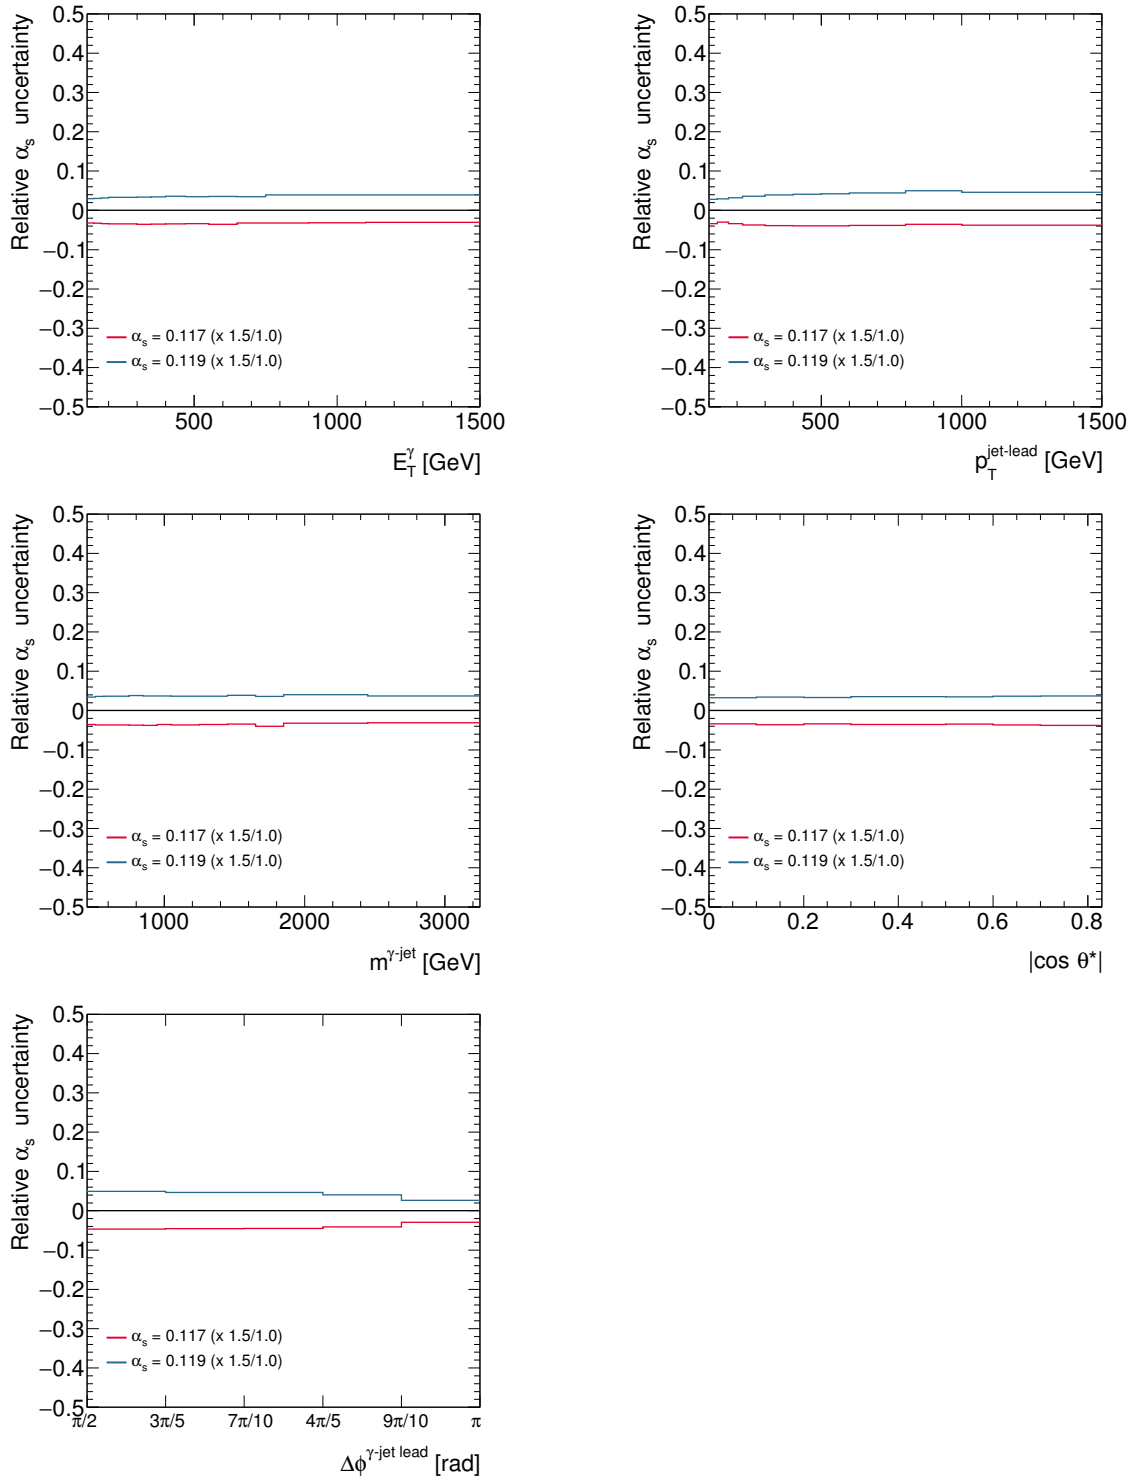 Relative αs uncertainty
0.5
0.4
0.3
0.2
0.1
0
−0.1
−0.2
−0.3
−0.4
−0.5
αs = 0.117 (x 1.5/1.0)
αs = 0.119 (x 1.5/1.0)
500 1000 1500
E_T^γ [GeV]
Relative αs uncertainty
0.5
0.4
0.3
0.2
0.1
0
−0.1
−0.2
−0.3
−0.4
−0.5
αs = 0.117 (x 1.5/1.0)
αs = 0.119 (x 1.5/1.0)
500 1000 1500
p_T^jet-lead [GeV]
Relative αs uncertainty
0.5
0.4
0.3
0.2
0.1
0
−0.1
−0.2
−0.3
−0.4
−0.5
αs = 0.117 (x 1.5/1.0)
αs = 0.119 (x 1.5/1.0)
1000 2000 3000
m^γ-jet [GeV]
Relative αs uncertainty
0.5
0.4
0.3
0.2
0.1
0
−0.1
−0.2
−0.3
−0.4
−0.5
αs = 0.117 (x 1.5/1.0)
αs = 0.119 (x 1.5/1.0)
0 0.2 0.4 0.6 0.8
|cos θ*|
Relative αs uncertainty
0.5
0.4
0.3
0.2
0.1
0
−0.1
−0.2
−0.3
−0.4
−0.5
αs = 0.117 (x 1.5/1.0)
αs = 0.119 (x 1.5/1.0)
π/2 3π/5 7π/10 4π/5 9π/10 π
Δϕ^γ-jet lead [rad]